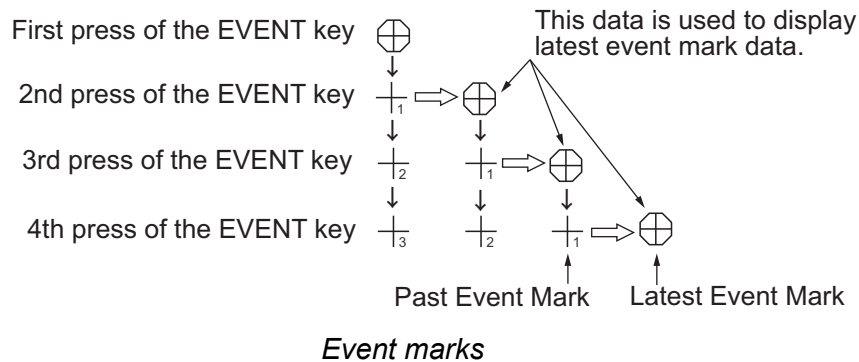 First press of the EVENT key
This data is used to display
latest event mark data.
2nd press of the EVENT key
1
3rd press of the EVENT key
2
1
4th press of the EVENT key
3
2
1
Past Event Mark
Latest Event Mark
Event marks